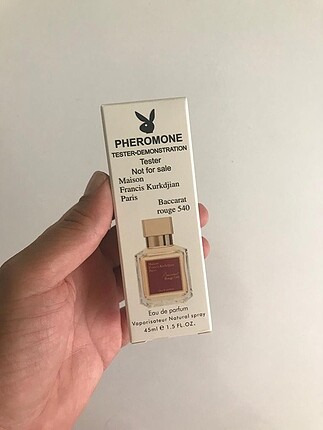 PHEROMONE
TESTER-DEMONSTRATION
Tester
Not for sale
Maison
Francis Kurkdjian
Paris
Baccarat
rouge 540
Eau de parfum
Vaporisateur Natural spray
45ml e 1.5 FL.OZ.